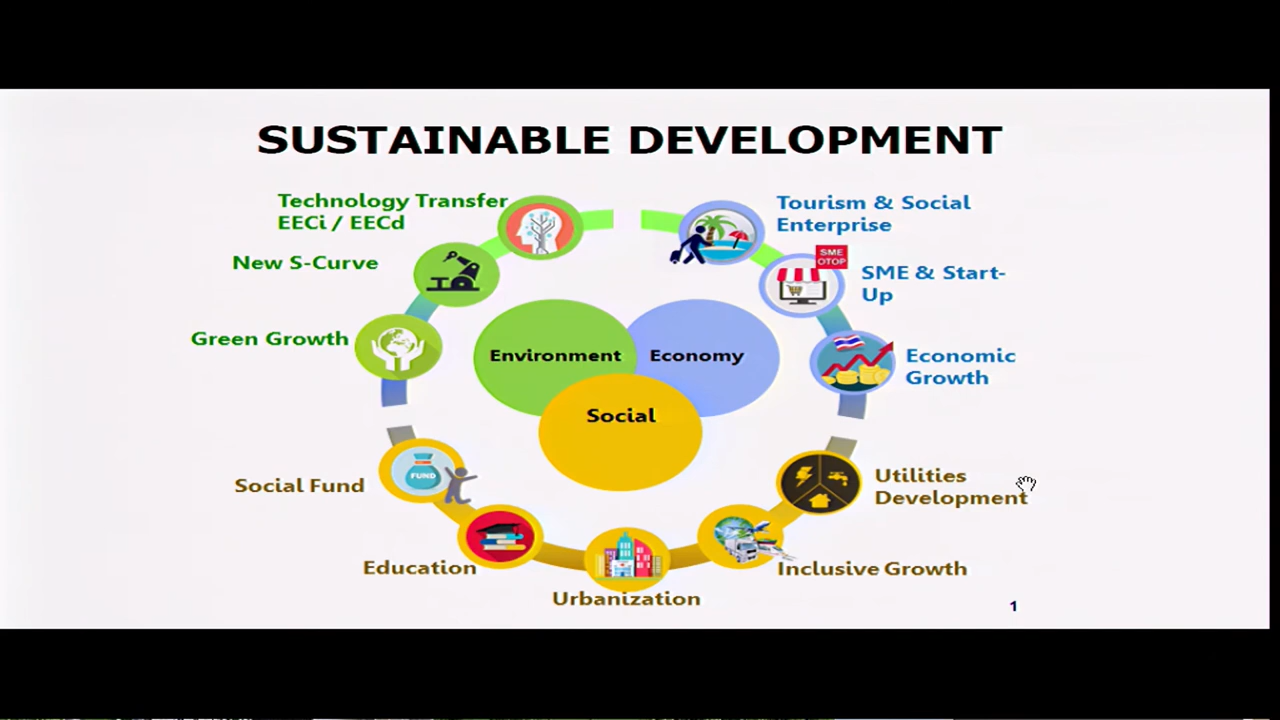 SUSTAINABLE DEVELOPMENT
Technology Transfer
EECi / EECd
Tourism & Social
Enterprise
New S-Curve
SME
OTOP
SME & Start-
Up
Green Growth
Environment
Economy
Economic
Growth
Social
Social Fund
FUND
Utilities
Development
Education
Urbanization
Inclusive Growth
1